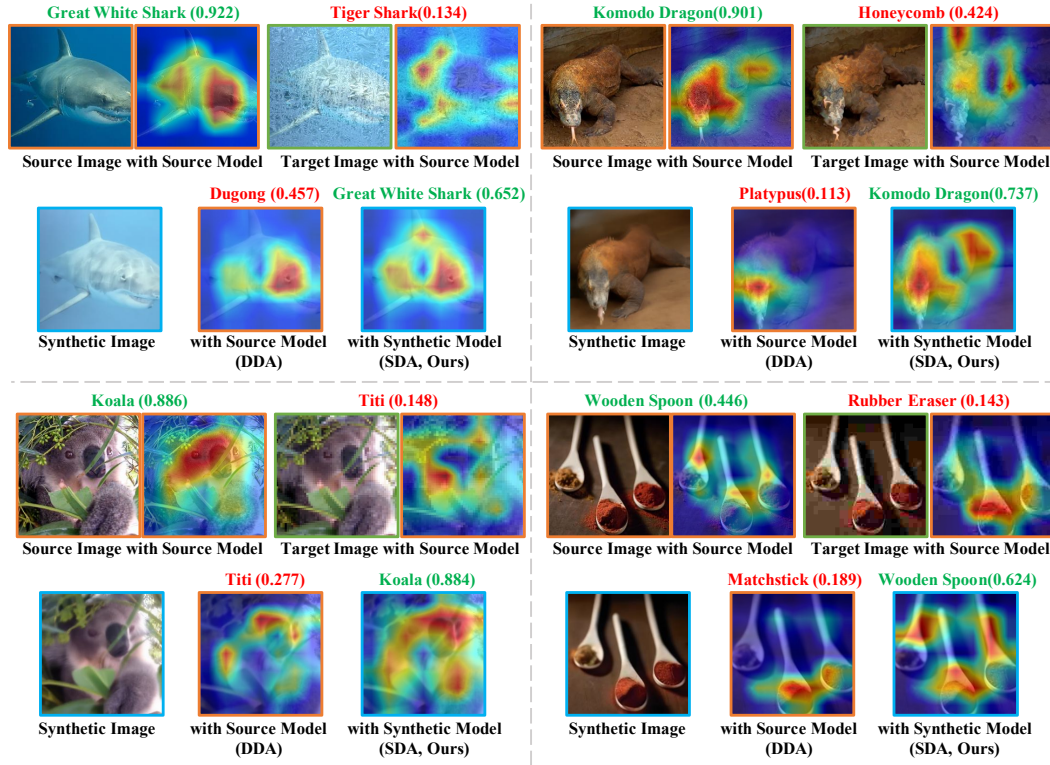 Great White Shark (0.922)
Tiger Shark(0.134)
Source Image with Source Model
Target Image with Source Model
Dugong (0.457)
Great White Shark (0.652)
Synthetic Image
with Source Model
(DDA)
with Synthetic Model
(SDA, Ours)
Komodo Dragon(0.901)
Honeycomb (0.424)
Source Image with Source Model
Target Image with Source Model
Platypus(0.113)
Komodo Dragon(0.737)
Synthetic Image
with Source Model
(DDA)
with Synthetic Model
(SDA, Ours)
Koala (0.886)
Titi (0.148)
Source Image with Source Model
Target Image with Source Model
Titi (0.277)
Koala (0.884)
Synthetic Image
with Source Model
(DDA)
with Synthetic Model
(SDA, Ours)
Wooden Spoon (0.446)
Rubber Eraser (0.143)
Source Image with Source Model
Target Image with Source Model
Matchstick (0.189)
Wooden Spoon(0.624)
Synthetic Image
with Source Model
(DDA)
with Synthetic Model
(SDA, Ours)